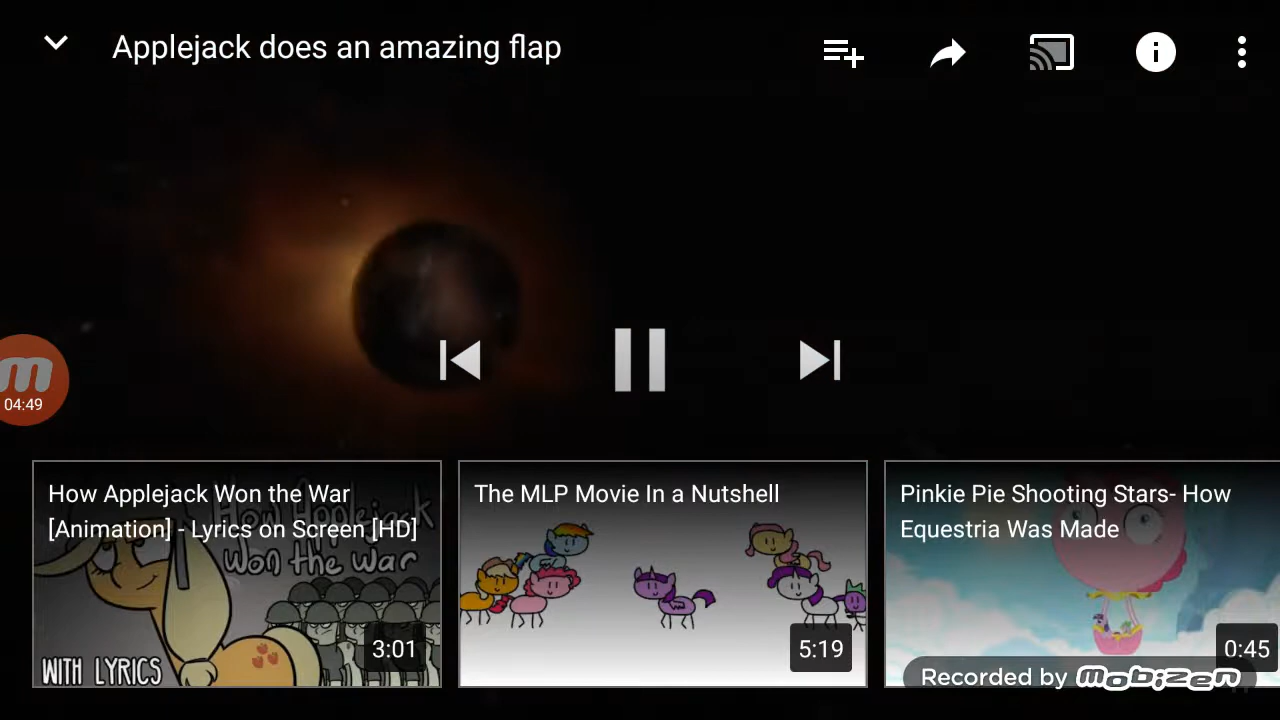 Applejack does an amazing flap
m
04:49
How Applejack Won the War
[Animation] - Lyrics on Screen [HD]
How Applejack
Won the war
WITH LYRICS
3:01
The MLP Movie In a Nutshell
5:19
Pinkie Pie Shooting Stars- How
Equestria Was Made
0:45
Recorded by mobizen